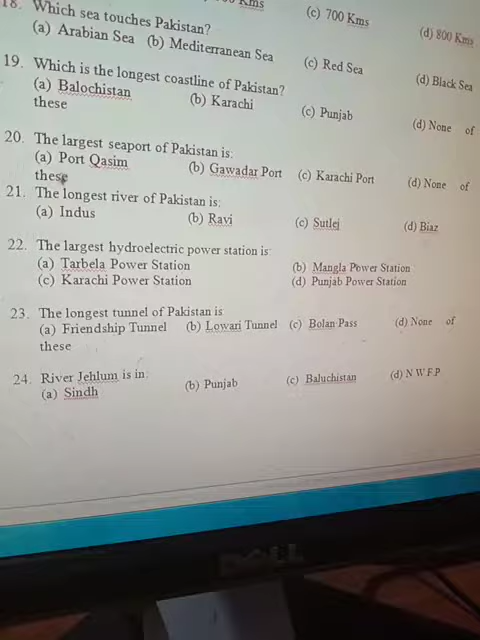 Kms (c) 700 Kms (d) 800 Kms
18. Which sea touches Pakistan?
(a) Arabian Sea (b) Mediterranean Sea (c) Red Sea (d) Black Sea
19. Which is the longest coastline of Pakistan?
(a) Balochistan (b) Karachi (c) Punjab (d) None of
these
20. The largest seaport of Pakistan is:
(a) Port Qasim (b) Gawadar Port (c) Karachi Port (d) None of
these
21. The longest river of Pakistan is:
(a) Indus (b) Ravi (c) Sutlej (d) Biaz
22. The largest hydroelectric power station is
(a) Tarbela Power Station (b) Mangla Power Station
(c) Karachi Power Station (d) Punjab Power Station
23. The longest tunnel of Pakistan is
(a) Friendship Tunnel (b) Lowari Tunnel (c) Bolan Pass (d) None of
these
24. River Jehlum is in:
(a) Sindh (b) Punjab (c) Baluchistan (d) N.W.F.P
DELL